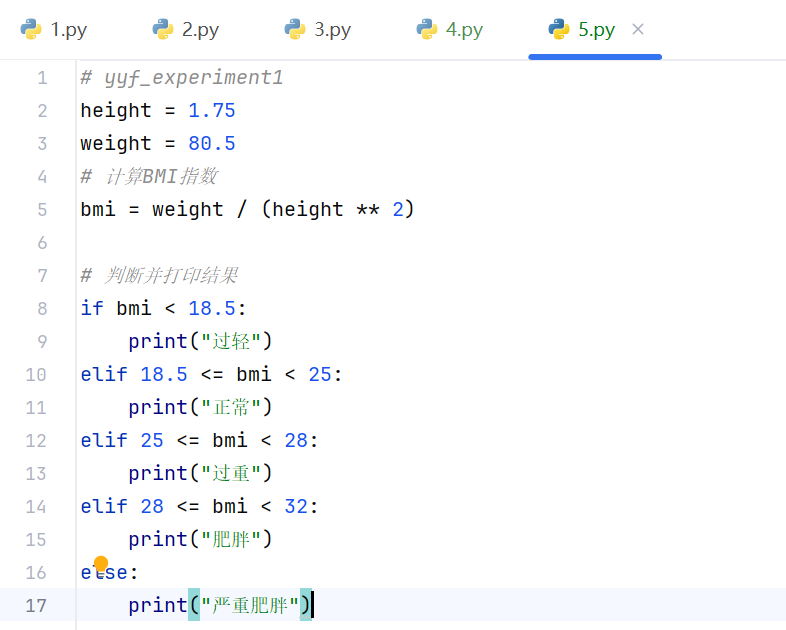 1.py 2.py 3.py 4.py 5.py
1 # yyf_experiment1
2 height = 1.75
3 weight = 80.5
4 # 计算BMI指数
5 bmi = weight / (height ** 2)
6
7 # 判断并打印结果
8 if bmi < 18.5:
9     print("过轻")
10 elif 18.5 <= bmi < 25:
11     print("正常")
12 elif 25 <= bmi < 28:
13     print("过重")
14 elif 28 <= bmi < 32:
15     print("肥胖")
16 else:
17     print("严重肥胖")